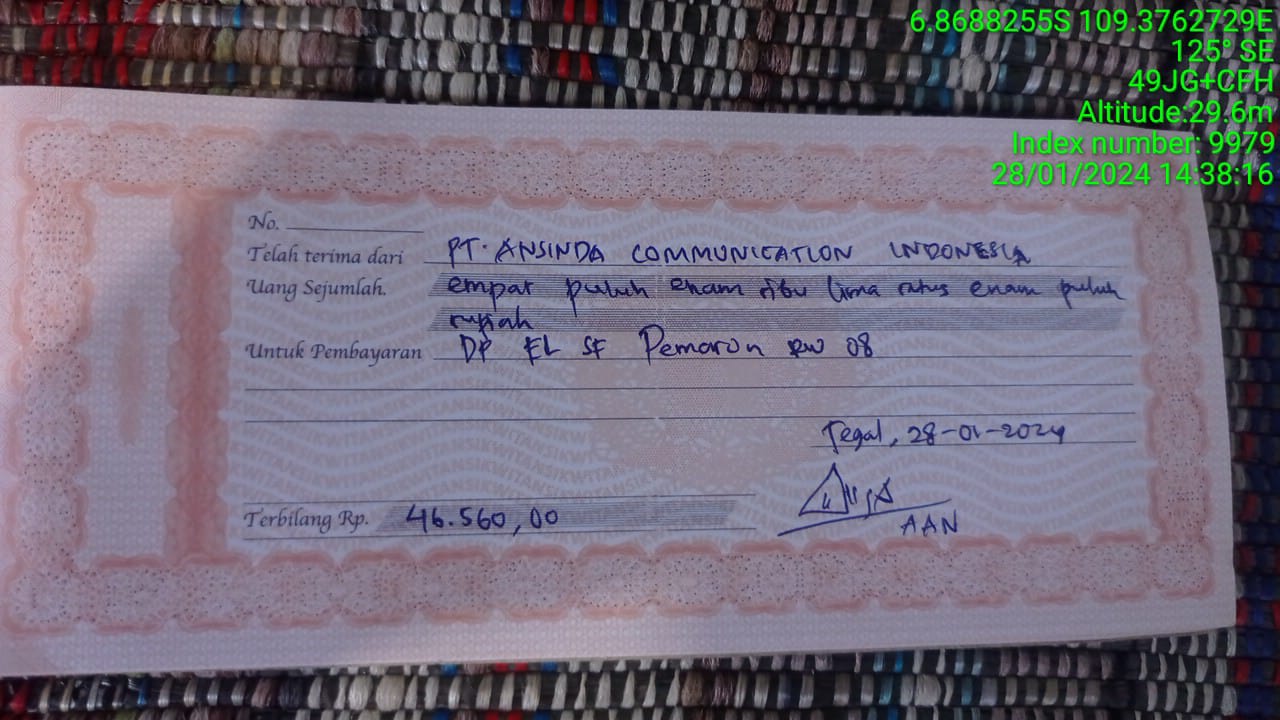 6.8688255S 109.3762729E
125° SE
49JG+CFH
Altitude:29.6m
Index number: 9979
28/01/2024 14:38:16
No.
Telah terima dari PT. ANSINDA COMMUNICATION INDONESIA
Uang Sejumlah. empat puluh enam ribu lima ratus enam puluh
rupiah
Untuk Pembayaran DP EL SF Pemaron RW 08
Tegal, 28-01-2024
Terbilang Rp. 46.560,00
AAN